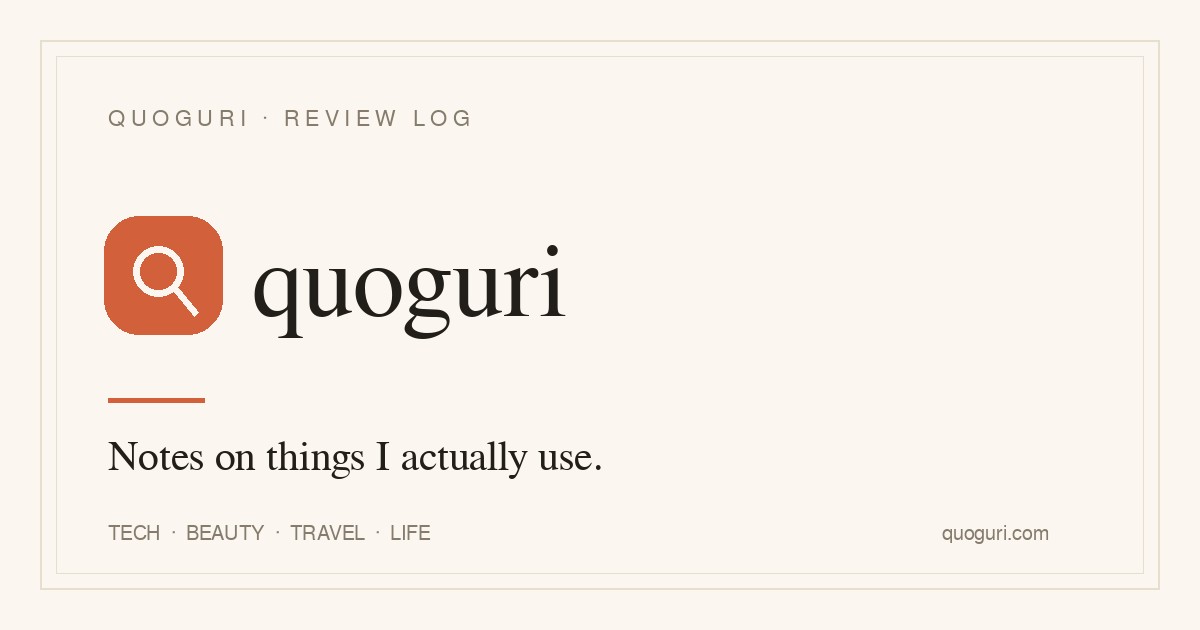 QUOGURI · REVIEW LOG
quoguri
Notes on things I actually use.
TECH · BEAUTY · TRAVEL · LIFE
quoguri.com